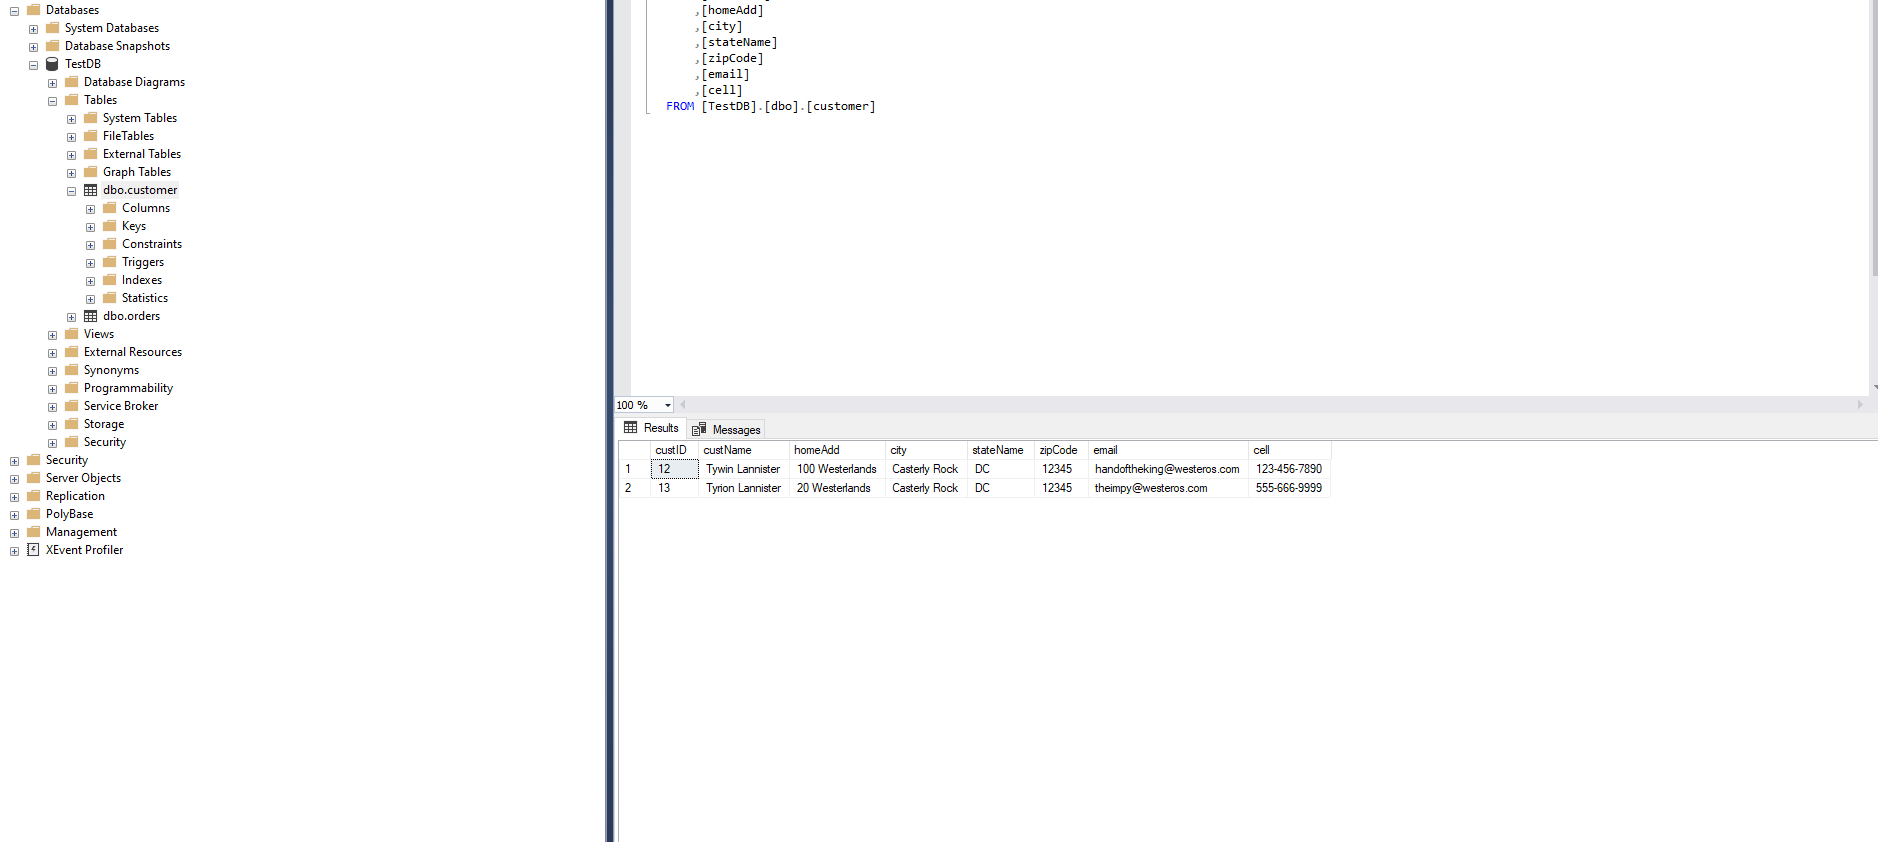 Databases
System Databases
Database Snapshots
TestDB
Database Diagrams
Tables
System Tables
FileTables
External Tables
Graph Tables
dbo.customer
Columns
Keys
Constraints
Triggers
Indexes
Statistics
dbo.orders
Views
External Resources
Synonyms
Programmability
Service Broker
Storage
Security
Security
Server Objects
Replication
PolyBase
Management
XEvent Profiler
,[homeAdd]
,[city]
,[stateName]
,[zipCode]
,[email]
,[cell]
FROM [TestDB].[dbo].[customer]
100 %
Results Messages
custID custName homeAdd city stateName zipCode email cell
1 12 Tywin Lannister 100 Westerlands Casterly Rock DC 12345 handoftheking@westeros.com 123-456-7890
2 13 Tyrion Lannister 20 Westerlands Casterly Rock DC 12345 theimpy@westeros.com 555-666-9999